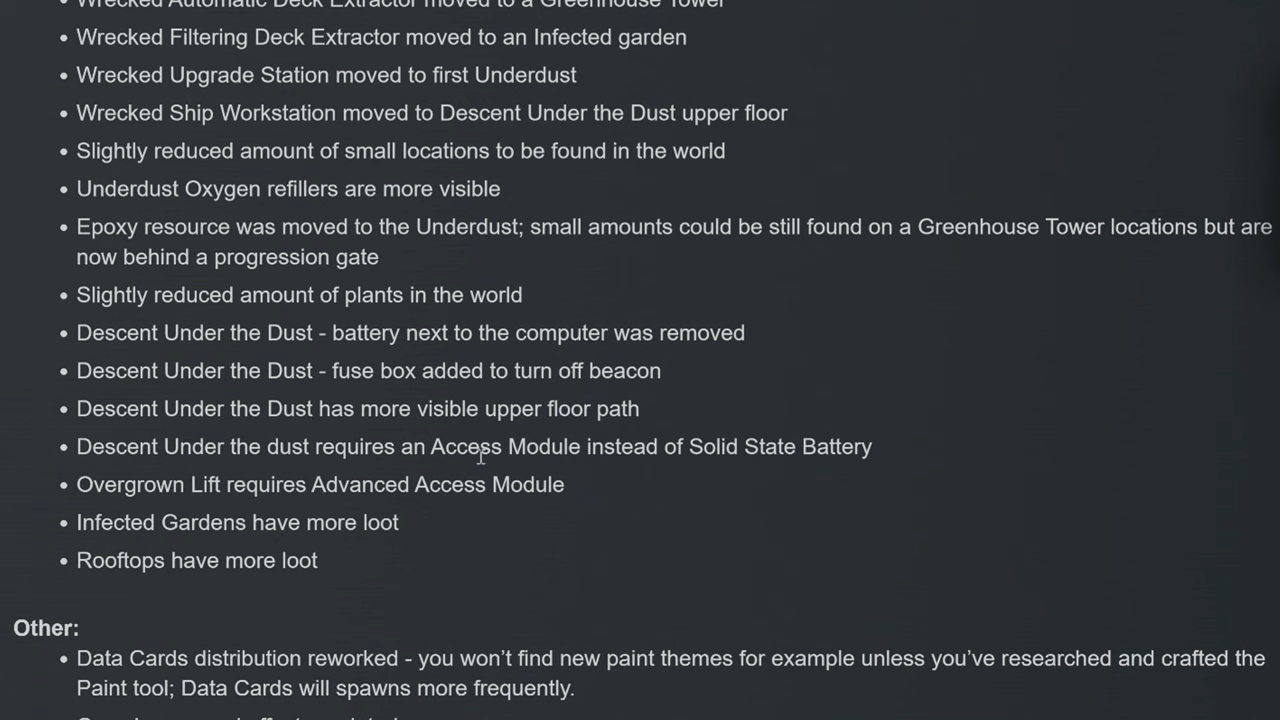 Wrecked Automatic Deck Extractor moved to a Greenhouse Tower
• Wrecked Filtering Deck Extractor moved to an Infected garden
• Wrecked Upgrade Station moved to first Underdust
• Wrecked Ship Workstation moved to Descent Under the Dust upper floor
• Slightly reduced amount of small locations to be found in the world
• Underdust Oxygen refillers are more visible
• Epoxy resource was moved to the Underdust; small amounts could be still found on a Greenhouse Tower locations but are
now behind a progression gate
• Slightly reduced amount of plants in the world
• Descent Under the Dust - battery next to the computer was removed
• Descent Under the Dust - fuse box added to turn off beacon
• Descent Under the Dust has more visible upper floor path
• Descent Under the dust requires an Access Module instead of Solid State Battery
• Overgrown Lift requires Advanced Access Module
• Infected Gardens have more loot
• Rooftops have more loot
Other:
• Data Cards distribution reworked - you won’t find new paint themes for example unless you’ve researched and crafted the
Paint tool; Data Cards will spawns more frequently.